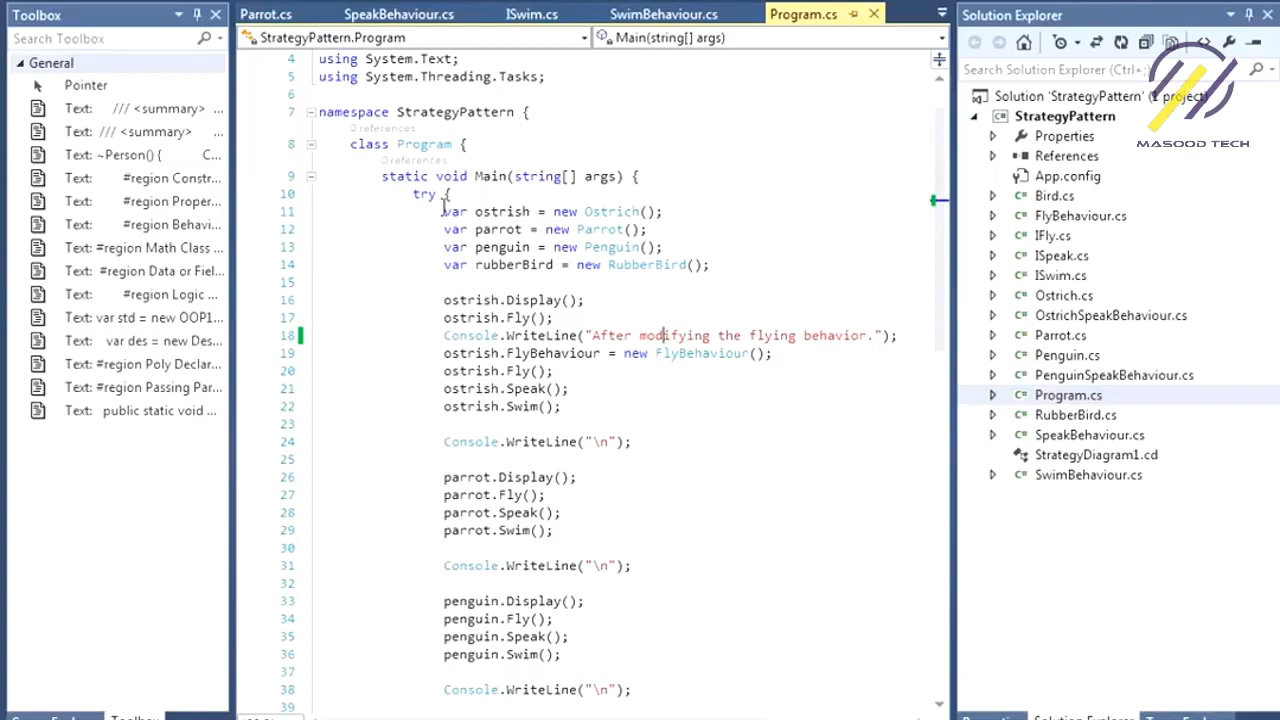 Toolbox
Search Toolbox
General
Pointer
Text: /// <summary> ...
Text: /// <summary> ...
Text: ~Person() { C...
Text: #region Constr...
Text: #region Proper...
Text: #region Behavi...
Text: #region Math Class ...
Text: #region Data or Fiel...
Text: #region Logic ...
Text: var std = new OOP1...
Text: var des = new Des...
Text: #region Poly Declar...
Text: #region Passing Par...
Text: public static void ...
Toolbox
Parrot.cs SpeakBehaviour.cs ISwim.cs SwimBehaviour.cs Program.cs
StrategyPattern.Program Main(string[] args)
4 using System.Text;
5 using System.Threading.Tasks;
6
7 namespace StrategyPattern {
0 references
8 class Program {
0 references
9 static void Main(string[] args) {
10 try {
11 var ostrish = new Ostrich();
12 var parrot = new Parrot();
13 var penguin = new Penguin();
14 var rubberBird = new RubberBird();
15
16 ostrish.Display();
17 ostrish.Fly();
18 Console.WriteLine("After modifying the flying behavior.");
19 ostrish.FlyBehaviour = new FlyBehaviour();
20 ostrish.Fly();
21 ostrish.Speak();
22 ostrish.Swim();
23
24 Console.WriteLine("\n");
25
26 parrot.Display();
27 parrot.Fly();
28 parrot.Speak();
29 parrot.Swim();
30
31 Console.WriteLine("\n");
32
33 penguin.Display();
34 penguin.Fly();
35 penguin.Speak();
36 penguin.Swim();
37
38 Console.WriteLine("\n");
39
Solution Explorer
Search Solution Explorer (Ctrl+;
Solution 'StrategyPattern' (1 project)
StrategyPattern
MASOOD TECH
Properties
References
App.config
Bird.cs
FlyBehaviour.cs
IFly.cs
ISpeak.cs
ISwim.cs
Ostrich.cs
OstrichSpeakBehaviour.cs
Parrot.cs
Penguin.cs
PenguinSpeakBehaviour.cs
Program.cs
RubberBird.cs
SpeakBehaviour.cs
StrategyDiagram1.cd
SwimBehaviour.cs
Solution Explorer